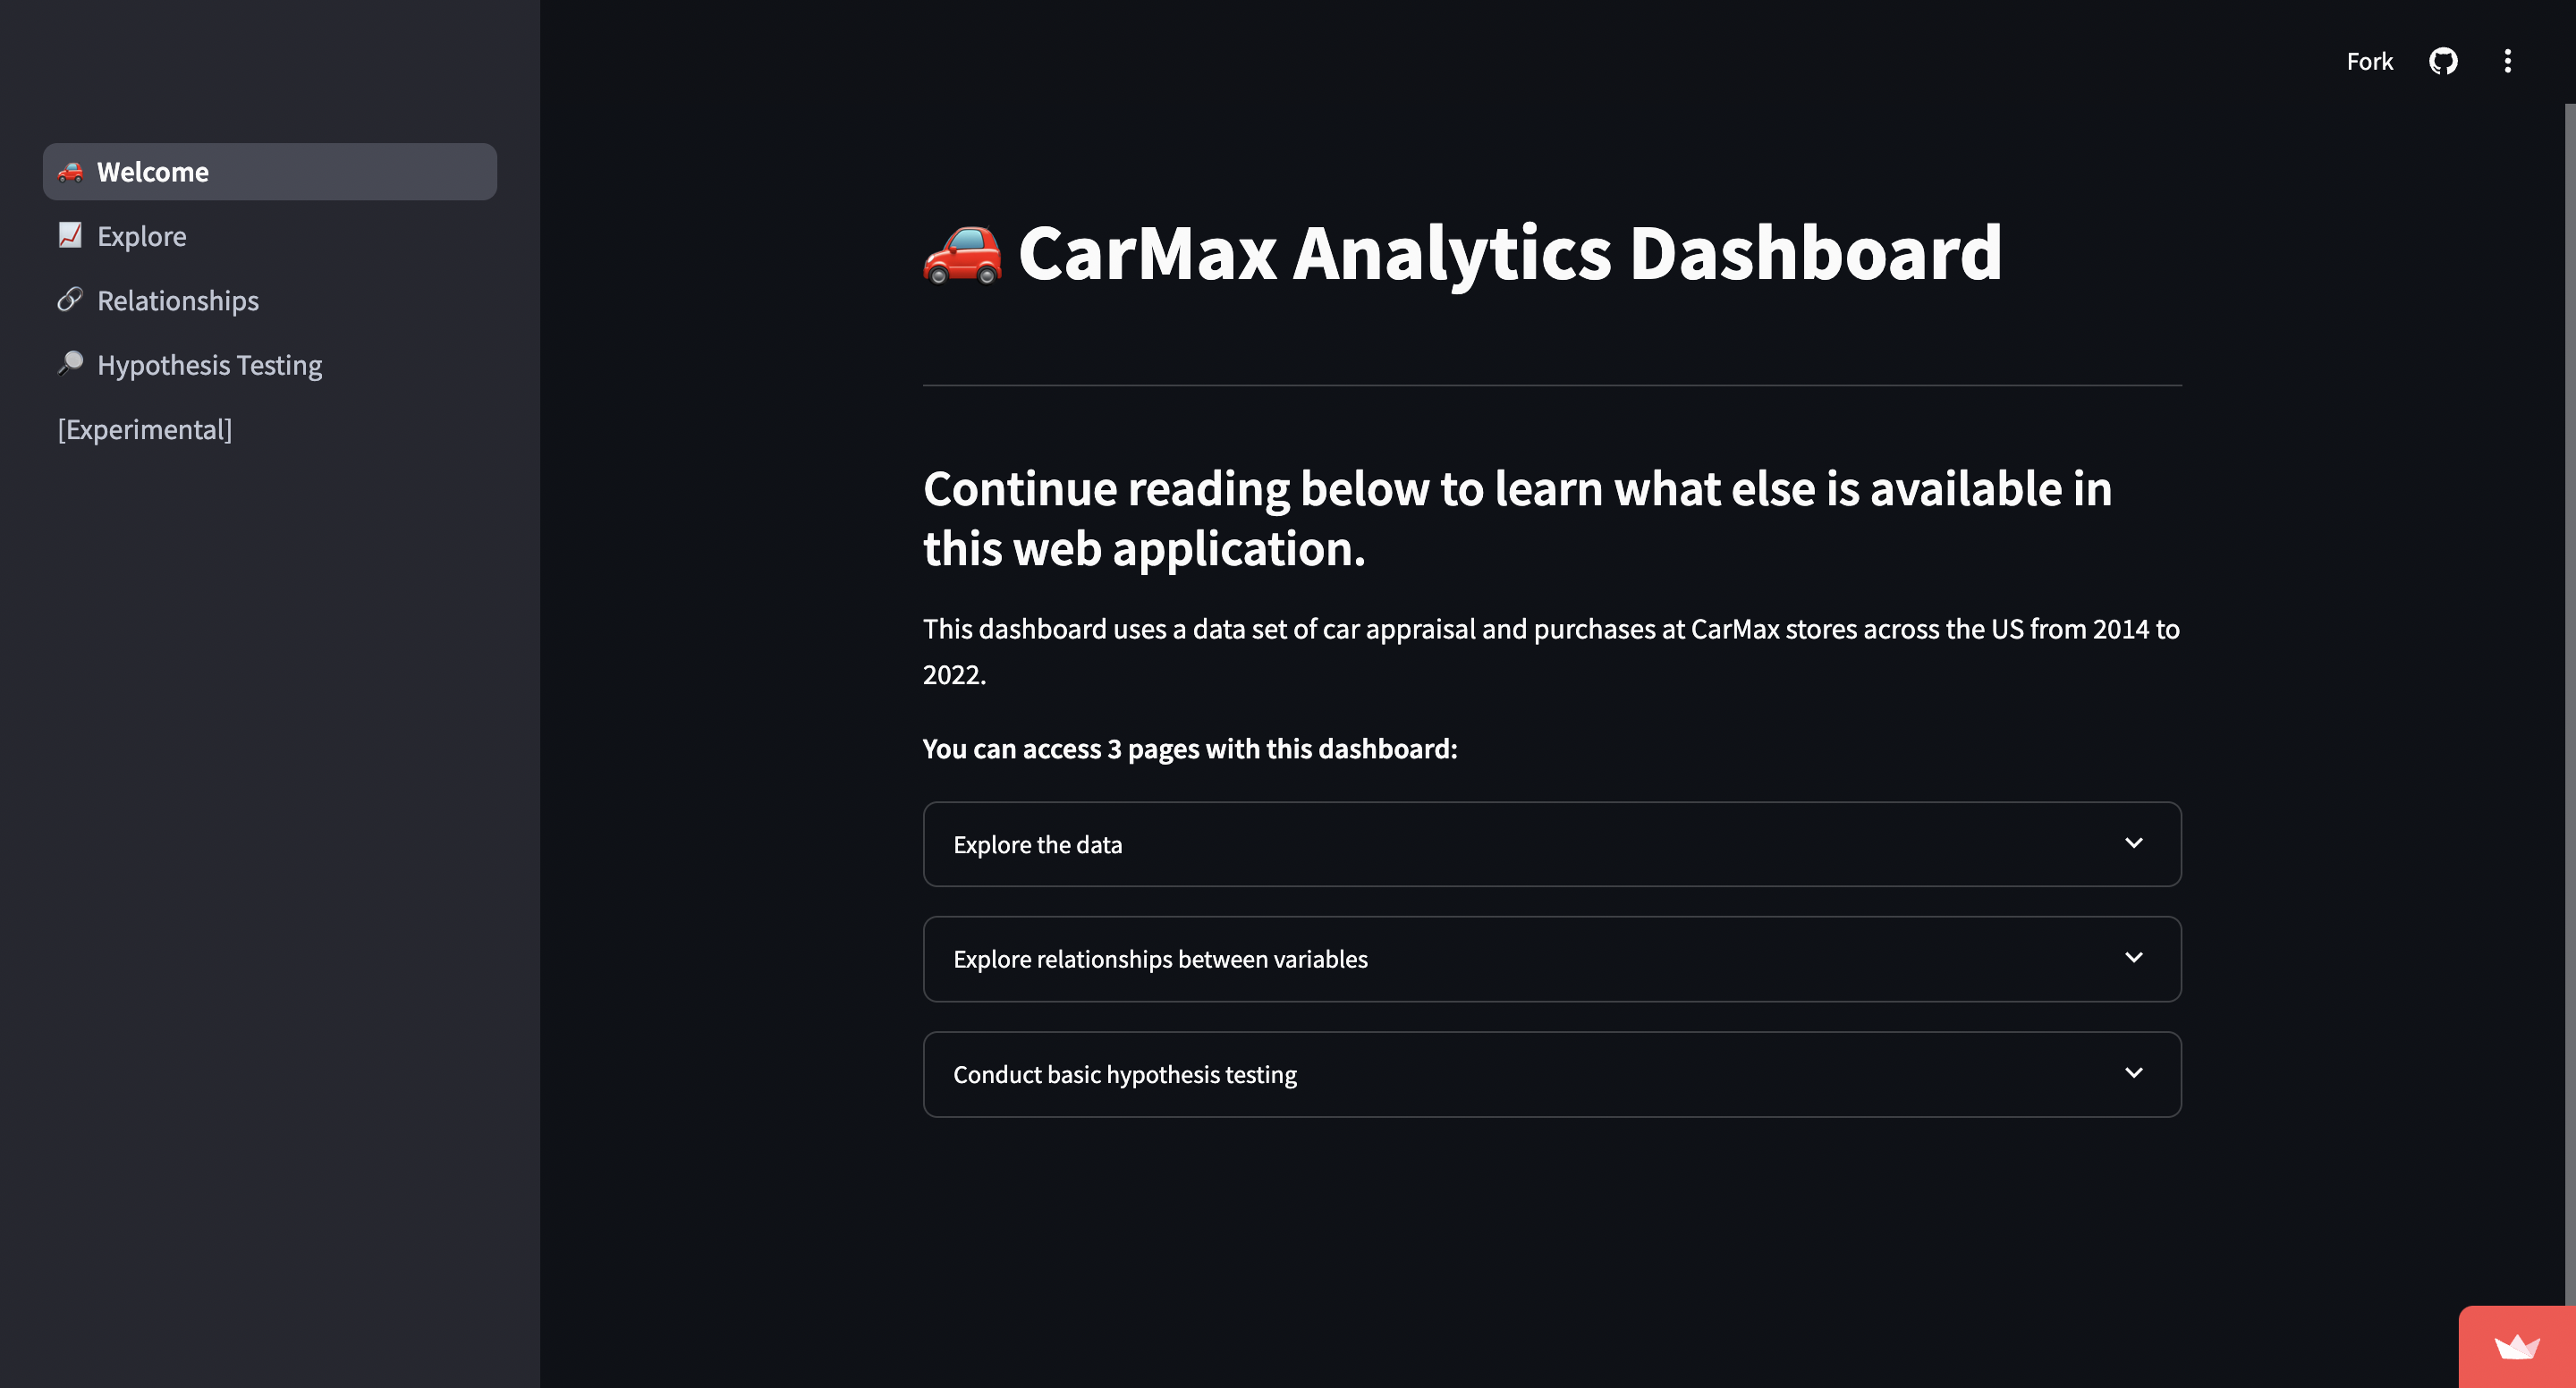 Fork
Welcome
Explore
Relationships
Hypothesis Testing
[Experimental]
CarMax Analytics Dashboard
Continue reading below to learn what else is available in
this web application.
This dashboard uses a data set of car appraisal and purchases at CarMax stores across the US from 2014 to
2022.
You can access 3 pages with this dashboard:
Explore the data
Explore relationships between variables
Conduct basic hypothesis testing